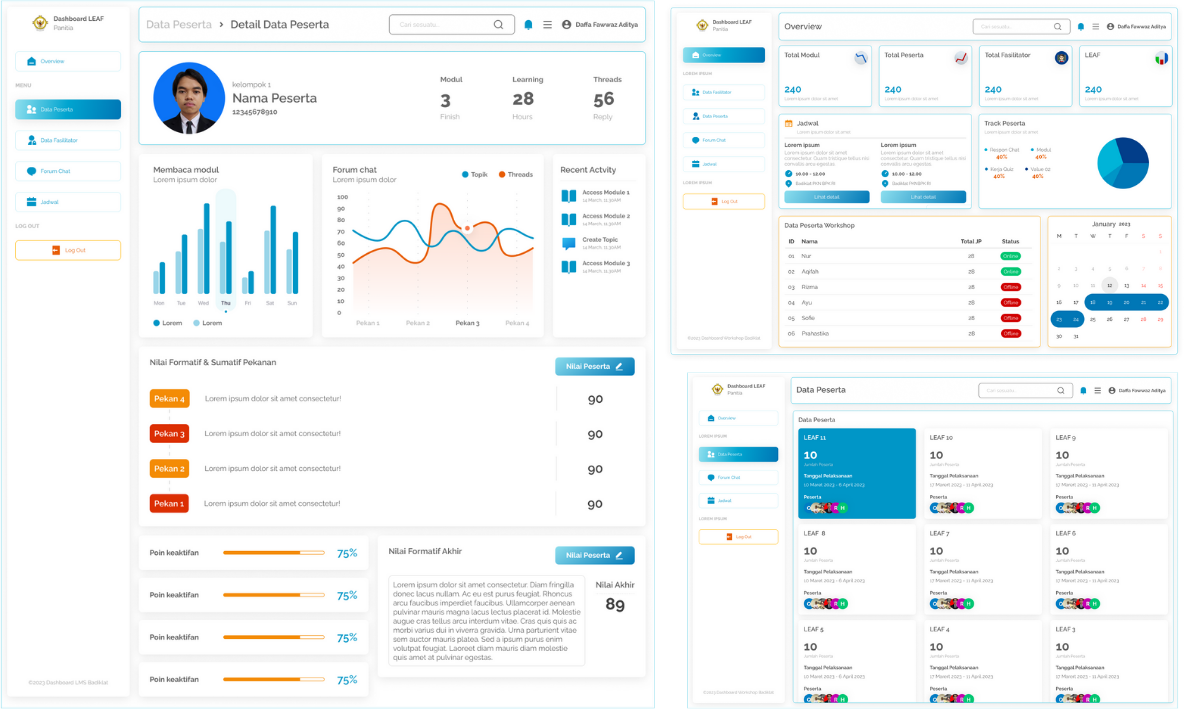 Dashboard LEAF
Panitia
Overview
MENU
Data Peserta
Data Fasilitator
Forum Chat
Jadwal
LOG OUT
Log Out
©2023 Dashboard LMS Badiklat
Data Peserta > Detail Data Peserta
Cari sesuatu...
Daffa Fawwaz Aditya
kelompok 1
Nama Peserta
12345678910
Modul
3
Finish
Learning
28
Hours
Threads
56
Reply
Membaca modul
Lorem ipsum dolor
Mon Tue Wed Thu Fri Sat Sun
Lorem Lorem
Forum chat
Lorem ipsum dolor
Topik Threads
100
90
80
70
60
50
40
30
20
10
0
Pekan 1 Pekan 2 Pekan 3 Pekan 4
Recent Actvity
Access Module 1
14 March, 11.30AM
Access Module 2
14 March, 11.30AM
Create Topic
14 March, 11.30AM
Access Module 3
14 March, 11.30AM
Nilai Formatif & Sumatif Pekanan
Nilai Peserta
Pekan 4 Lorem ipsum dolor sit amet consectetur! 90
Pekan 3 Lorem ipsum dolor sit amet consectetur! 90
Pekan 2 Lorem ipsum dolor sit amet consectetur! 90
Pekan 1 Lorem ipsum dolor sit amet consectetur! 90
Poin keaktifan 75%
Poin keaktifan 75%
Poin keaktifan 75%
Poin keaktifan 75%
Nilai Formatif Akhir
Nilai Peserta
Lorem ipsum dolor sit amet consectetur. Diam fringilla
donec lacus nullam. Ac eu est purus feugiat. Rhoncus
arcu faucibus imperdiet faucibus. Ullamcorper aenean
pulvinar mauris magna lacus lectus placerat id. Molestie
augue cras tellus arcu interdum vitae. Cras quis quis ac
morbi varius dui in viverra gravida. Urna parturient vitae
sem auctor mauris platea. Sed a ipsum purus enim
volutpat feugiat. Laoreet diam mauris diam molestie
quis amet at pulvinar egestas.
Nilai Akhir
89
Dashboard LEAF
Panitia
Overview
LOREM IPSUM
Data Fasilitator
Data Peserta
Forum Chat
Jadwal
LOREM IPSUM
Log Out
©2023 Dashboard Workshop Badiklat
Overview
Cari sesuatu...
Daffa Fawwaz Aditya
Total Modul
240
Lorem ipsum dolor sit amet
Total Peserta
240
Lorem ipsum dolor sit amet
Total Fasilitator
240
Lorem ipsum dolor sit amet
LEAF
240
Lorem ipsum dolor sit amet
Jadwal
Lorem ipsum dolor sit amet
Lorem ipsum
Lorem ipsum dolor sit amet
consectetur. Quam tristique tellus nisi
convallis arcu egestas
10.00 - 12.00
Lihat detail
Lorem ipsum
Lorem ipsum dolor sit amet
consectetur. Quam tristique tellus nisi
convallis arcu egestas
10.00 - 12.00
Lihat detail
Track Peserta
Lorem ipsum dolor sit amet
Respon Chat
40%
Modul
40%
Kerja Quiz
40%
Value 02
40%
Data Peserta Workshop
ID Nama Total JP Status
01 Nur 28 Online
02 Aqilah 28 Online
03 Risma 28 Offline
04 Ayu 28 Offline
05 Sofie 28 Offline
06 Prahastika 28 Offline
January 2023
M T W T F S S
1
2 3 4 5 6 7 8
9 10 11 12 13 14 15
16 17 18 19 20 21 22
23 24 25 26 27 28 29
30 31
Dashboard LEAF
Panitia
Overview
LOREM IPSUM
Data Peserta
Forum Chat
Jadwal
LOREM IPSUM
Log Out
©2023 Dashboard Workshop Badiklat
Data Peserta
Cari sesuatu...
Daffa Fawwaz Aditya
Data Peserta
LEAF 11
10
Jumlah Peserta
Tanggal Pelaksanaan
10 Maret 2023 - 6 April 2023
Peserta
O R H
LEAF 10
10
Jumlah Peserta
Tanggal Pelaksanaan
17 Maret 2023 - 11 April 2023
Peserta
O R H
LEAF 9
10
Jumlah Peserta
Tanggal Pelaksanaan
17 Maret 2023 - 11 April 2023
Peserta
O R H
LEAF 8
10
Jumlah Peserta
Tanggal Pelaksanaan
10 Maret 2023 - 6 April 2023
Peserta
O R H
LEAF 7
10
Jumlah Peserta
Tanggal Pelaksanaan
17 Maret 2023 - 11 April 2023
Peserta
O R H
LEAF 6
10
Jumlah Peserta
Tanggal Pelaksanaan
17 Maret 2023 - 11 April 2023
Peserta
O R H
LEAF 5
10
Jumlah Peserta
Tanggal Pelaksanaan
10 Maret 2023 - 6 April 2023
Peserta
O R H
LEAF 4
10
Jumlah Peserta
Tanggal Pelaksanaan
17 Maret 2023 - 11 April 2023
Peserta
O R H
LEAF 3
10
Jumlah Peserta
Tanggal Pelaksanaan
17 Maret 2023 - 11 April 2023
Peserta
O R H